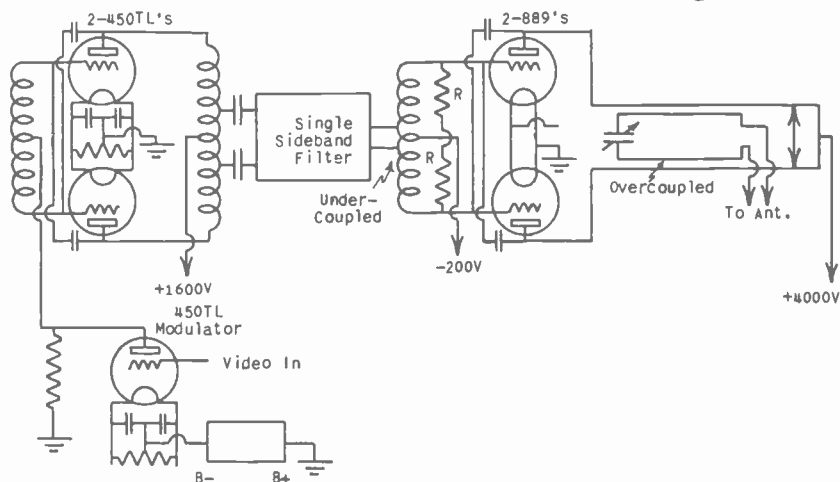 2-450TL's
2-889's
R
Single
Sideband
Filter
R
Under-
Coupled
Overcoupled
To Ant.
-200V
+1600V
+4000V
450TL
Modulator
Video In
B-
B+